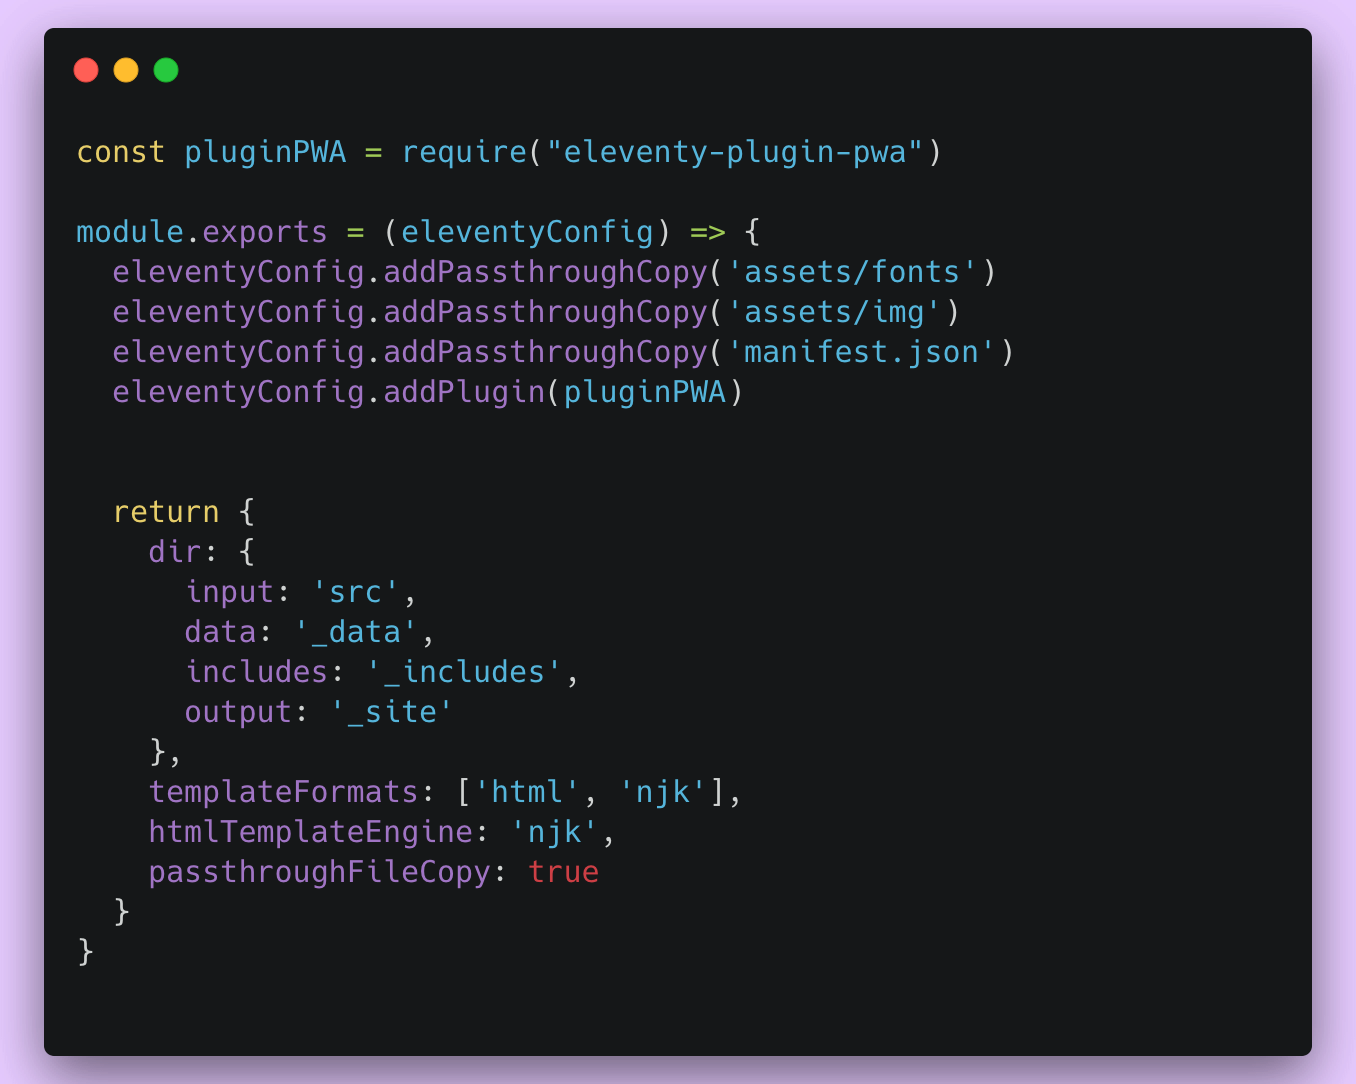 const pluginPWA = require("eleventy-plugin-pwa")
module.exports = (eleventyConfig) => {
  eleventyConfig.addPassthroughCopy('assets/fonts')
  eleventyConfig.addPassthroughCopy('assets/img')
  eleventyConfig.addPassthroughCopy('manifest.json')
  eleventyConfig.addPlugin(pluginPWA)
  return {
    dir: {
      input: 'src',
      data: '_data',
      includes: '_includes',
      output: '_site'
    },
    templateFormats: ['html', 'njk'],
    htmlTemplateEngine: 'njk',
    passthroughFileCopy: true
  }
}